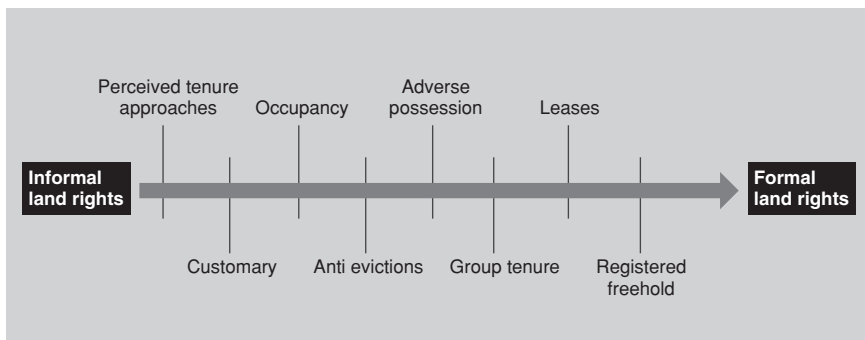 Perceived tenure
approaches
Occupancy
Adverse
possession
Leases
Informal
land rights
Formal
land rights
Customary
Anti evictions
Group tenure
Registered
freehold